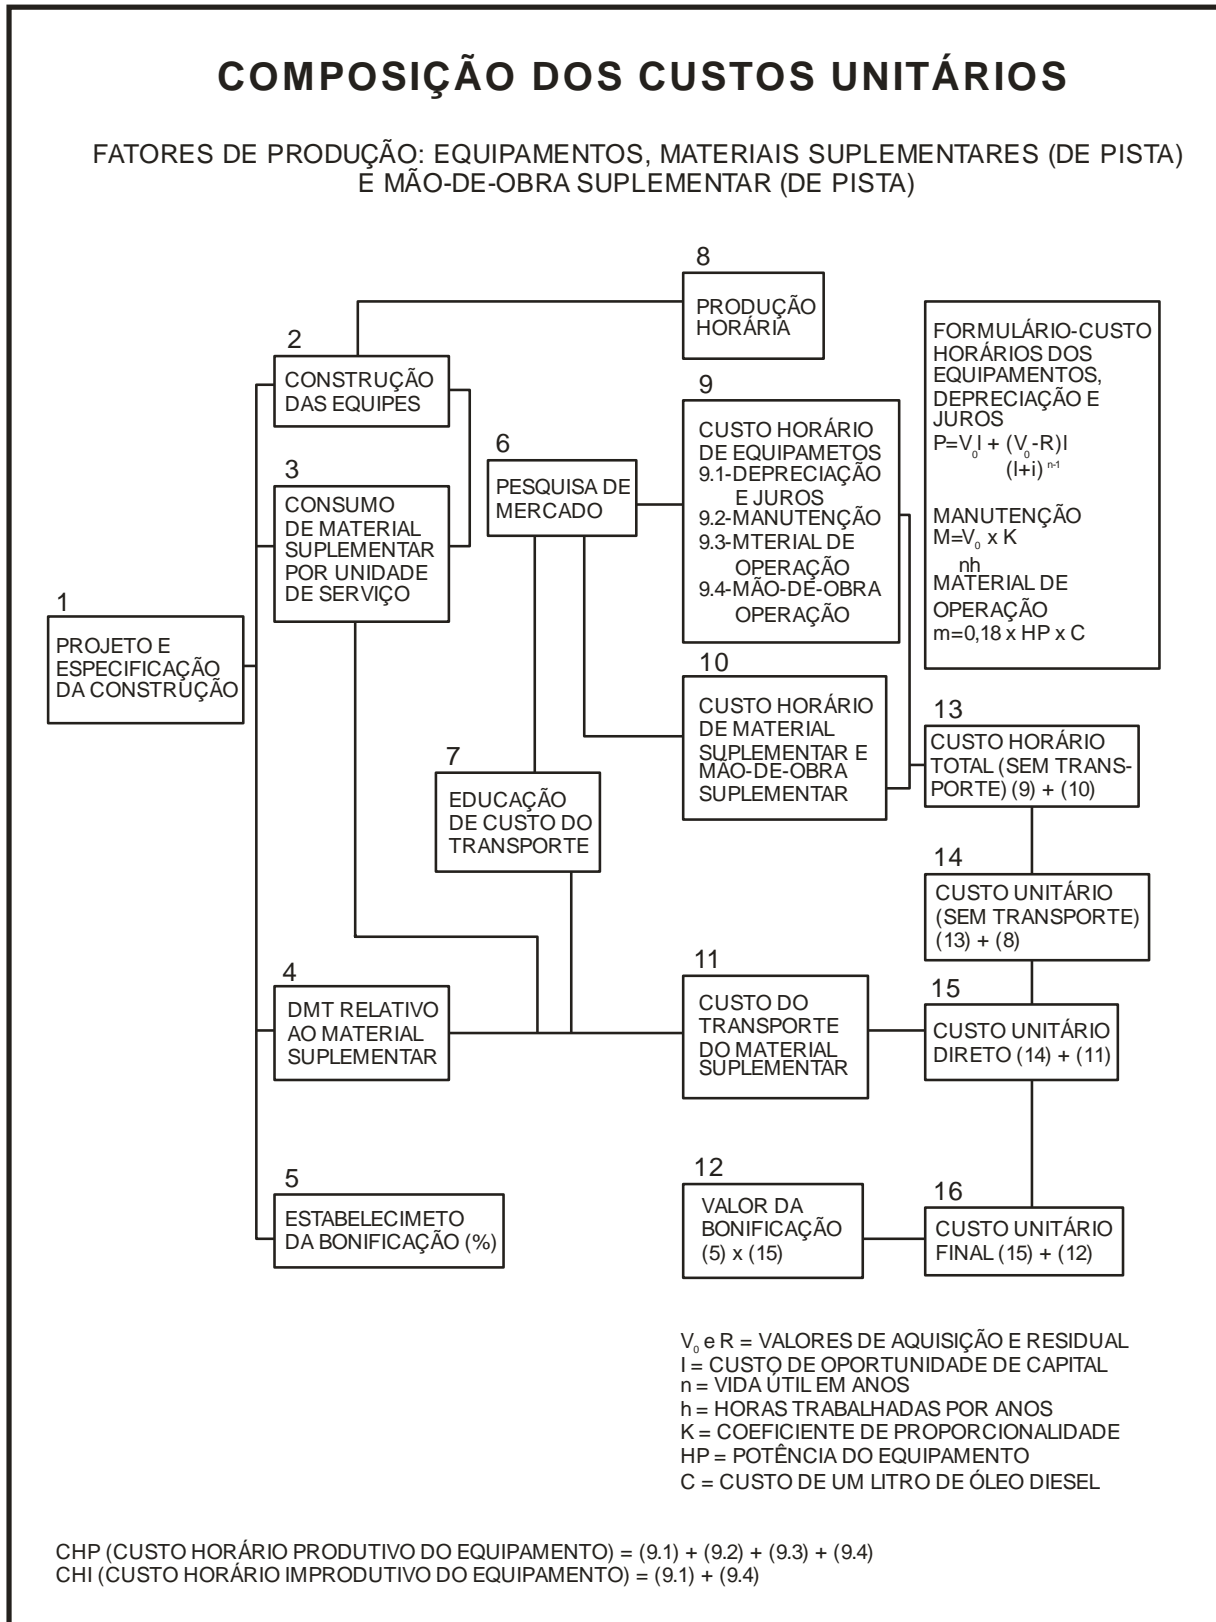 COMPOSIÇÃO DOS CUSTOS UNITÁRIOS
FATORES DE PRODUÇÃO: EQUIPAMENTOS, MATERIAIS SUPLEMENTARES (DE PISTA)
E MÃO-DE-OBRA SUPLEMENTAR (DE PISTA)
1
PROJETO E
ESPECIFICAÇÃO
DA CONSTRUÇÃO
2
CONSTRUÇÃO
DAS EQUIPES
3
CONSUMO
DE MATERIAL
SUPLEMENTAR
POR UNIDADE
DE SERVIÇO
4
DMT RELATIVO
AO MATERIAL
SUPLEMENTAR
5
ESTABELECIMETO
DA BONIFICAÇÃO (%)
6
PESQUISA DE
MERCADO
7
EDUCAÇÃO
DE CUSTO DO
TRANSPORTE
8
PRODUÇÃO
HORÁRIA
9
CUSTO HORÁRIO
DE EQUIPAMETOS
9.1-DEPRECIAÇÃO
E JUROS
9.2-MANUTENÇÃO
9.3-MTERIAL DE
OPERAÇÃO
9.4-MÃO-DE-OBRA
OPERAÇÃO
10
CUSTO HORÁRIO
DE MATERIAL
SUPLEMENTAR E
MÃO-DE-OBRA
SUPLEMENTAR
11
CUSTO DO
TRANSPORTE
DO MATERIAL
SUPLEMENTAR
12
VALOR DA
BONIFICAÇÃO
(5) x (15)
FORMULÁRIO-CUSTO
HORÁRIOS DOS
EQUIPAMENTOS,
DEPRECIAÇÃO E
JUROS
P=V₀I + (V₀-R)I
(I+i) ⁿ⁻¹
MANUTENÇÃO
M=V₀ x K
nh
MATERIAL DE
OPERAÇÃO
m=0,18 x HP x C
13
CUSTO HORÁRIO
TOTAL (SEM TRANS-
PORTE) (9) + (10)
14
CUSTO UNITÁRIO
(SEM TRANSPORTE)
(13) + (8)
15
CUSTO UNITÁRIO
DIRETO (14) + (11)
16
CUSTO UNITÁRIO
FINAL (15) + (12)
V₀ e R = VALORES DE AQUISIÇÃO E RESIDUAL
I = CUSTO DE OPORTUNIDADE DE CAPITAL
n = VIDA ÚTIL EM ANOS
h = HORAS TRABALHADAS POR ANOS
K = COEFICIENTE DE PROPORCIONALIDADE
HP = POTÊNCIA DO EQUIPAMENTO
C = CUSTO DE UM LITRO DE ÓLEO DIESEL
CHP (CUSTO HORÁRIO PRODUTIVO DO EQUIPAMENTO) = (9.1) + (9.2) + (9.3) + (9.4)
CHI (CUSTO HORÁRIO IMPRODUTIVO DO EQUIPAMENTO) = (9.1) + (9.4)